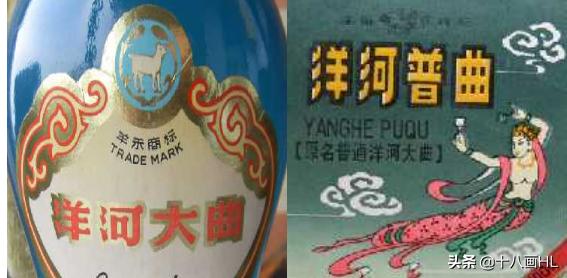 羊禾商标
TRADE MARK
洋河大曲
洋河普曲
YANGHE PUQU
【原名普通洋河大曲】
头条 @十八画HL